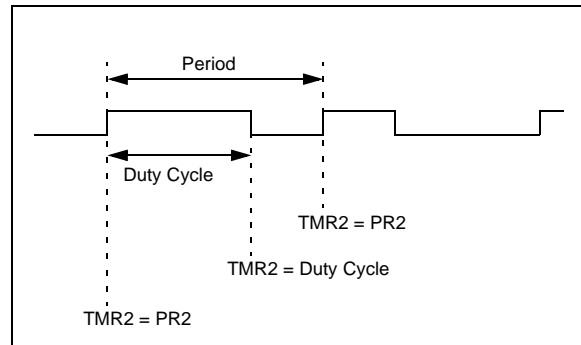 Period
Duty Cycle
TMR2 = PR2
TMR2 = Duty Cycle
TMR2 = PR2